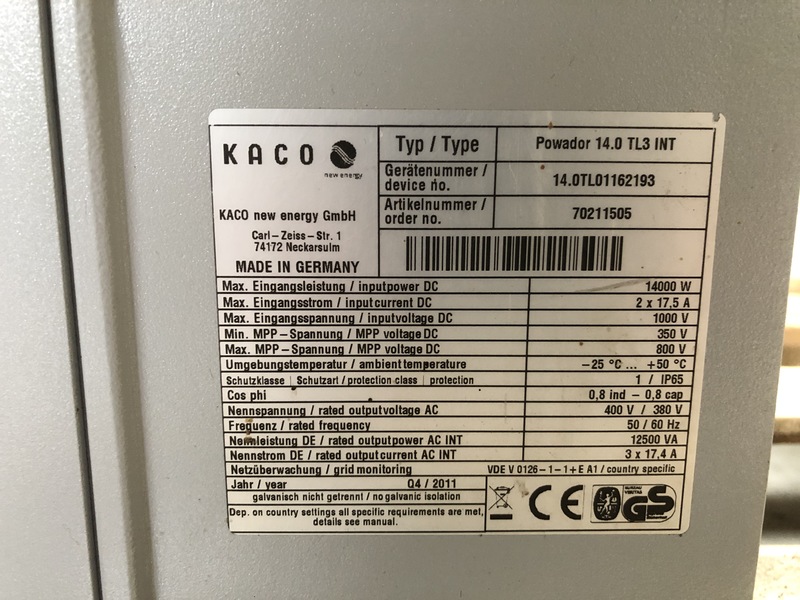 KACO
new energy
KACO new energy GmbH
Carl-Zeiss-Str. 1
74172 Neckarsulm
MADE IN GERMANY
Typ / Type Powador 14.0 TL3 INT
Gerätenummer / device no. 14.0TL01162193
Artikelnummer / order no. 70211505
Max. Eingangsleistung / inputpower DC 14000 W
Max. Eingangsstrom / inputcurrent DC 2 x 17,5 A
Max. Eingangsspannung / inputvoltage DC 1000 V
Min. MPP-Spannung / MPP voltage DC 350 V
Max. MPP-Spannung / MPP voltage DC 800 V
Umgebungstemperatur / ambient temperature -25 °C ... +50 °C
Schutzklasse | Schutzart / protection class | protection 1 / IP65
Cos phi 0,8 ind - 0,8 cap
Nennspannung / rated outputvoltage AC 400 V / 380 V
Frequenz / rated frequency 50 / 60 Hz
Nennleistung DE / rated outputpower AC INT 12500 VA
Nennstrom DE / rated output current AC INT 3 x 17,4 A
Netzüberwachung / grid monitoring VDE V 0126-1-1+E A1 / country specific
Jahr / year Q4 / 2011
galvanisch nicht getrennt / no galvanic isolation
Dep. on country settings all specific requirements are met,
details see manual.
CE
BUREAU
VERITAS
GS